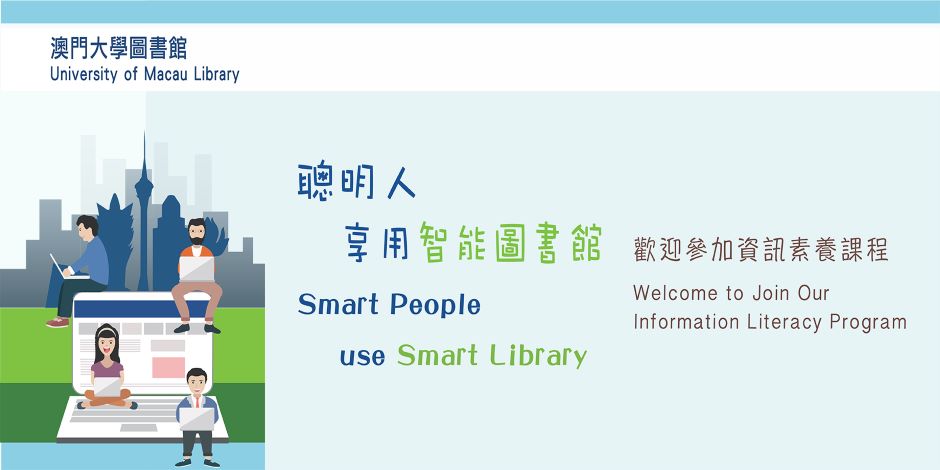 澳門大學圖書館
University of Macau Library
聰明人
享用智能圖書館
Smart People
use Smart Library
歡迎參加資訊素養課程
Welcome to Join Our
Information Literacy Program